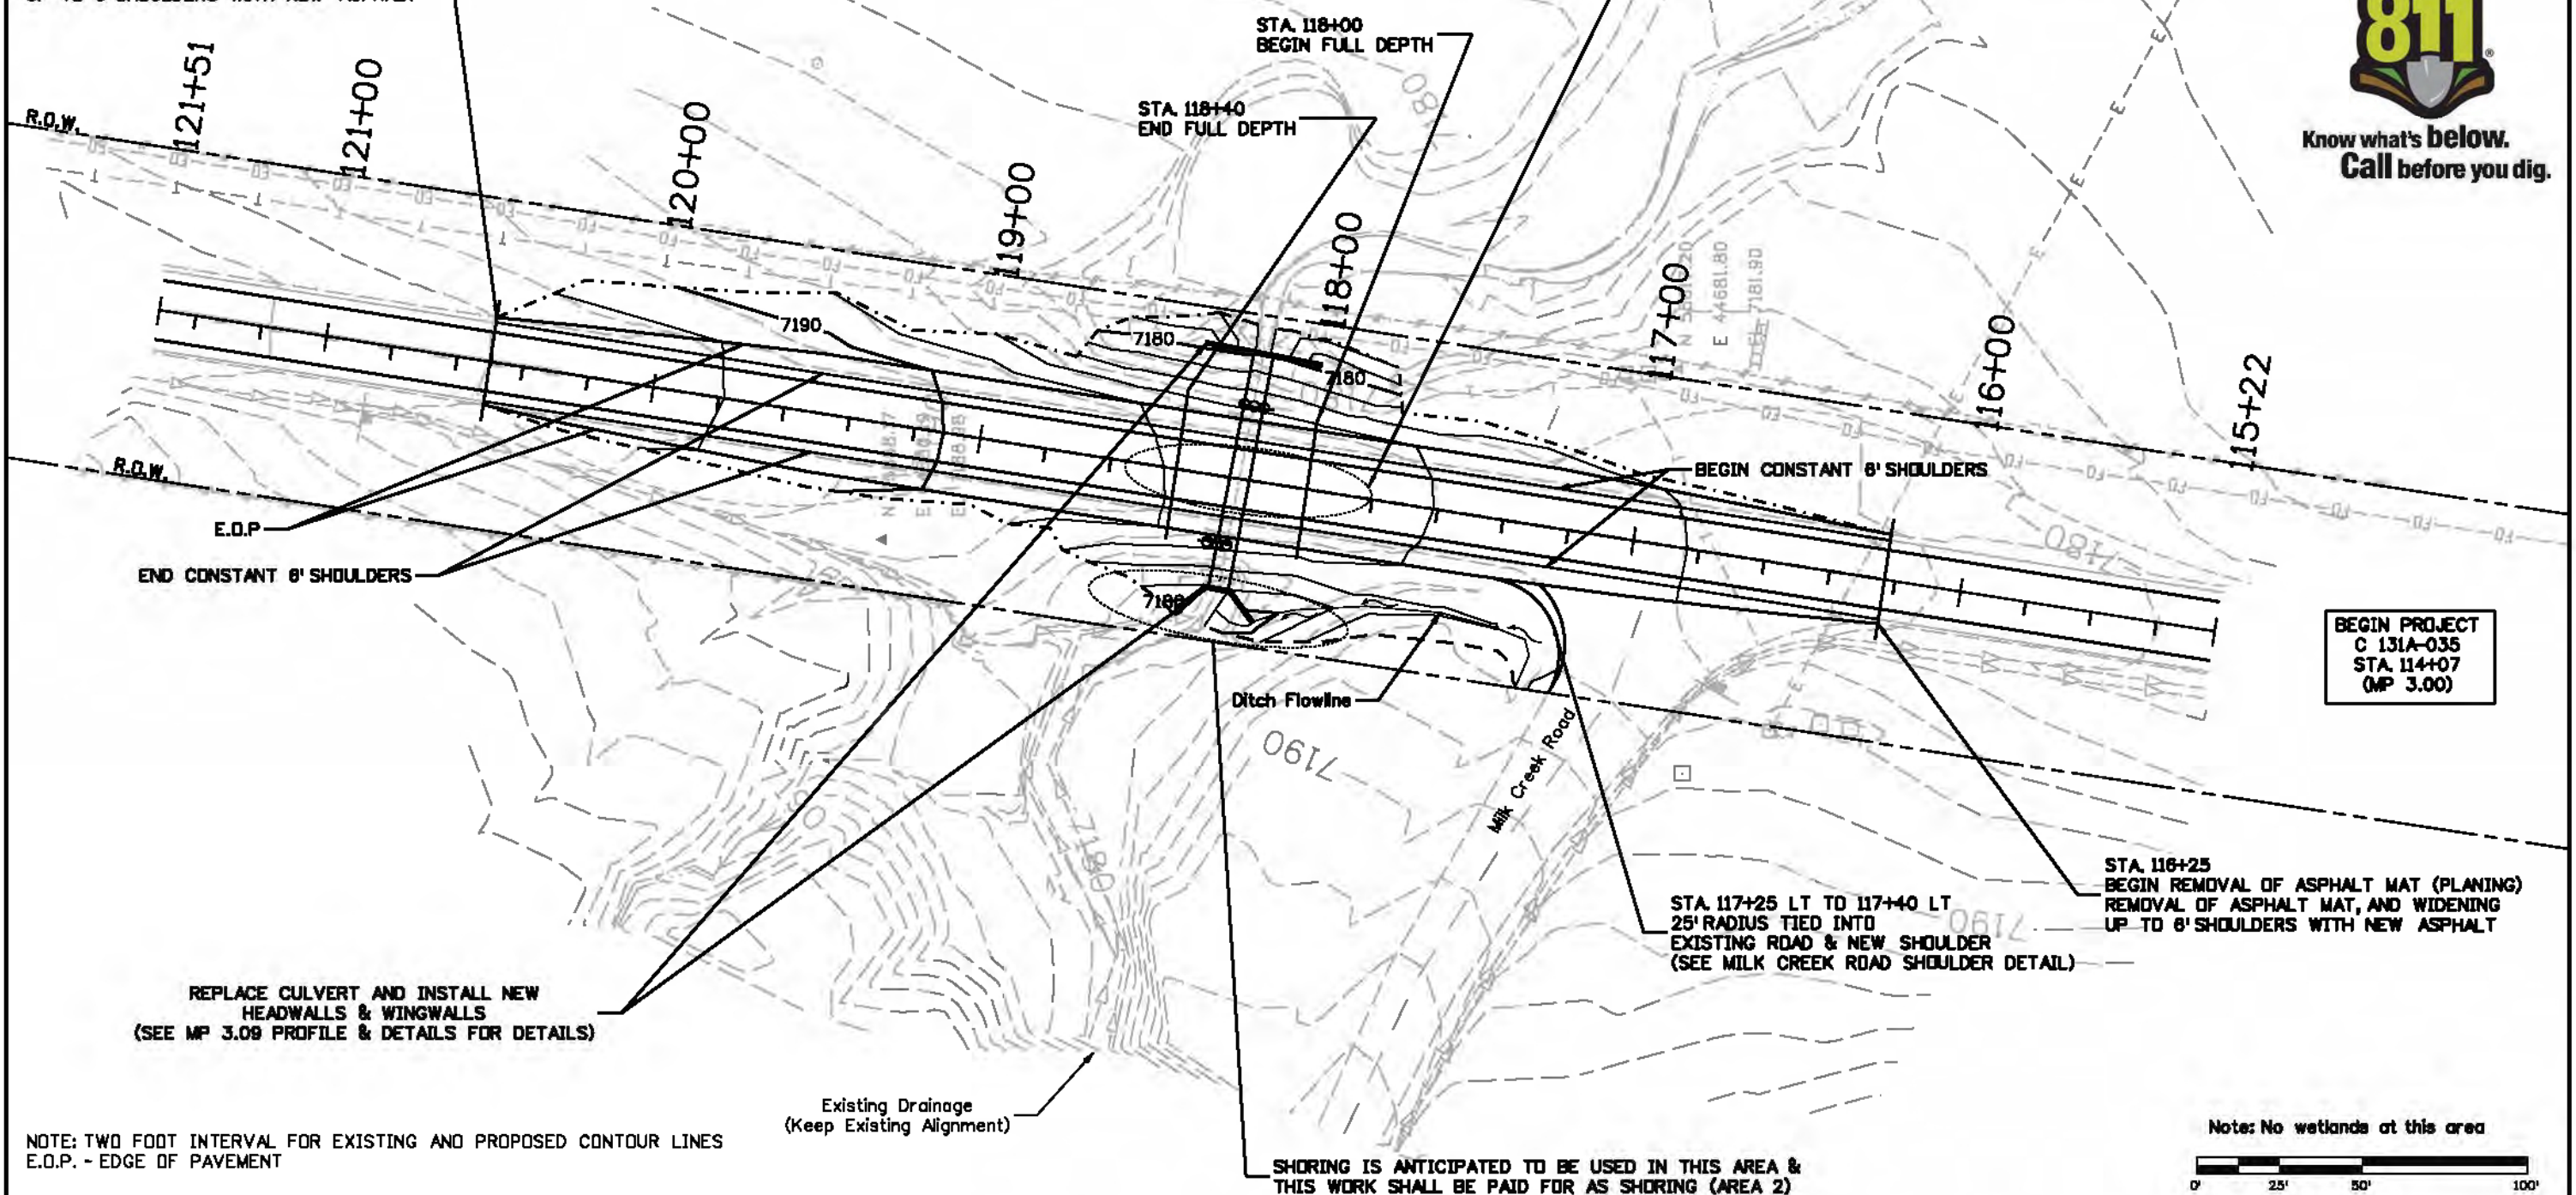 811
®
Know what's below.
Call before you dig.
STA. 118+00
BEGIN FULL DEPTH
STA. 118+40
END FULL DEPTH
R.O.W.
121+51
121+00
120+00
119+00
118+00
117+00
116+00
115+22
E 44681.80
7181.90
7190
7180
7180
7180
BEGIN CONSTANT 6' SHOULDERS
R.O.W.
E.O.P
END CONSTANT 6' SHOULDERS
BEGIN PROJECT
C 131A-035
STA. 114+07
(MP 3.00)
Ditch Flowline
7190
Milk Creek Road
7180
7190
STA. 116+25
BEGIN REMOVAL OF ASPHALT MAT (PLANING)
REMOVAL OF ASPHALT MAT, AND WIDENING
UP TO 6' SHOULDERS WITH NEW ASPHALT
STA. 117+25 LT TO 117+40 LT
25' RADIUS TIED INTO
EXISTING ROAD & NEW SHOULDER
(SEE MILK CREEK ROAD SHOULDER DETAIL)
REPLACE CULVERT AND INSTALL NEW
HEADWALLS & WINGWALLS
(SEE MP 3.09 PROFILE & DETAILS FOR DETAILS)
Existing Drainage
(Keep Existing Alignment)
NOTE: TWO FOOT INTERVAL FOR EXISTING AND PROPOSED CONTOUR LINES
E.O.P. - EDGE OF PAVEMENT
SHORING IS ANTICIPATED TO BE USED IN THIS AREA &
THIS WORK SHALL BE PAID FOR AS SHORING (AREA 2)
Note: No wetlands at this area
0' 25' 50' 100'